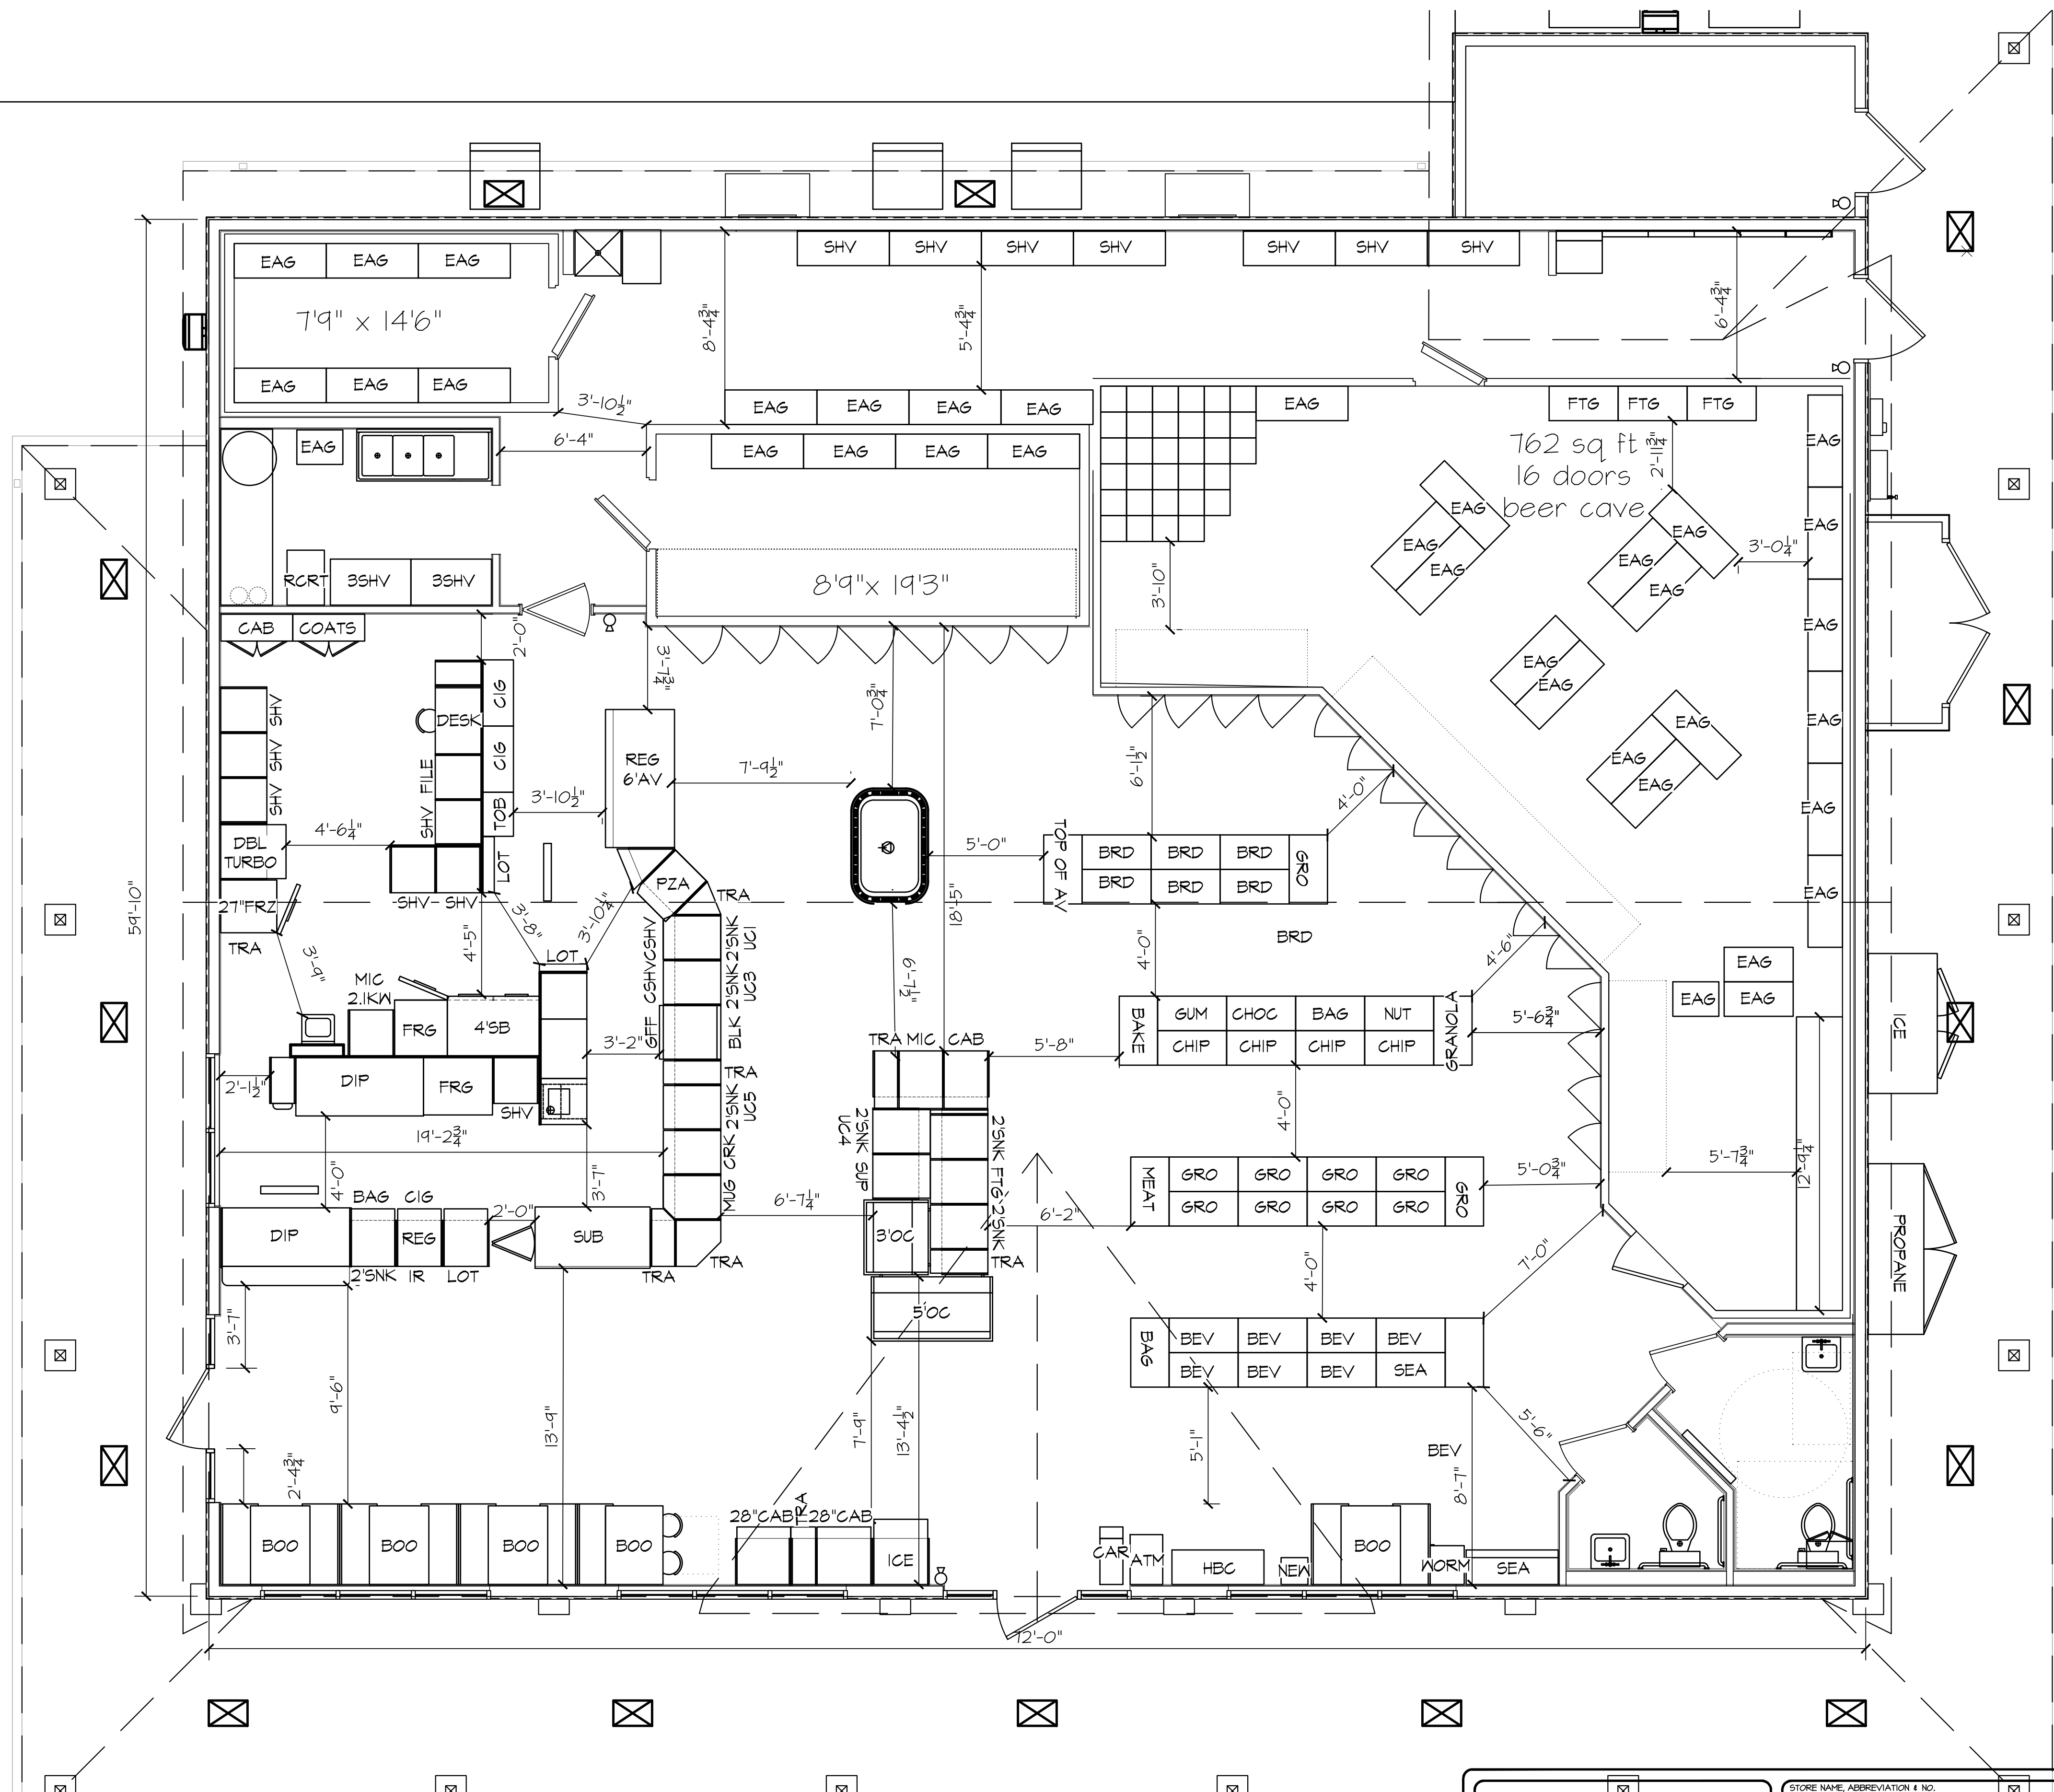 SHV SHV SHV SHV SHV SHV SHV
EAG EAG EAG
7'9" x 14'6"
8'-4¾"
5'-4¾"
6'-4¾"
EAG EAG EAG
3'-10½"
EAG EAG EAG EAG
EAG
FTG FTG FTG
6'-4"
EAG
EAG EAG EAG EAG
762 sq ft
16 doors
beer cave
2'-11¾"
EAG
EAG
EAG
EAG
EAG
EAG
EAG
EAG
EAG
3'-0¼"
RCRT 3SHV 3SHV
8'9"x 19'3"
3'-10"
CAB COATS
2'-0"
3'-7¾"
7'-0¾"
EAG
EAG
EAG
EAG
EAG
EAG
EAG
EAG
EAG
EAG
EAG
SHV
SHV
SHV
DESK
FILE
SHV
CIG
CIG
TOB
LOT
REG
6'AV
7'-9½"
3'-10½"
6'-1½"
4'-0"
DBL
TURBO
4'-6¼"
59'-10"
5'-0"
TOP OF AV
BRD BRD BRD
BRD BRD BRD
GRO
PZA
TRA
27"FRZ
SHV SHV
TRA
3'-9"
4'-5"
3'-8"
3'-10¼"
18'-5"
6'-7½"
4'-0"
BRD
4'-6"
CSHV
CSHV
GFF
2'SNK
UC1
2'SNK
UC3
BLK
LOT
MIC
2.1KW
FRG
4'SB
3'-2"
EAG
EAG EAG
ICE
BAKE
GUM CHOC BAG NUT
CHIP CHIP CHIP CHIP
GRANOLA
5'-6¾"
TRA MIC CAB
5'-8"
TRA
2'-1½"
DIP
FRG
SHV
2'SNK
UC5
CRK
MUG
2'SNK
UC4
SUP
2'SNK
FTG
2'SNK
4'-0"
19'-2¾"
4'-0"
3'-7"
MEAT
GRO GRO GRO GRO
GRO GRO GRO GRO
GRO
5'-0¾"
5'-7¾"
12'-9¼"
PROPANE
BAG CIG
2'-0"
6'-7¼"
6'-2"
DIP
REG
SUB
3'OC
2'SNK IR LOT
TRA
TRA
TRA
7'-0"
4'-0"
5'OC
3'-7"
9'-6"
BAG
BEV BEV BEV BEV
BEV BEV BEV SEA
13'-9"
7'-9"
13'-4½"
5'-1"
BEV
8'-7"
5'-6"
2'-4¾"
28"CAB
TRA
28"CAB
BOO BOO BOO BOO
ICE
CAR
ATM
HBC
NEW
BOO
WORM
SEA
72'-0"
STORE NAME, ABBREVIATION & NO.